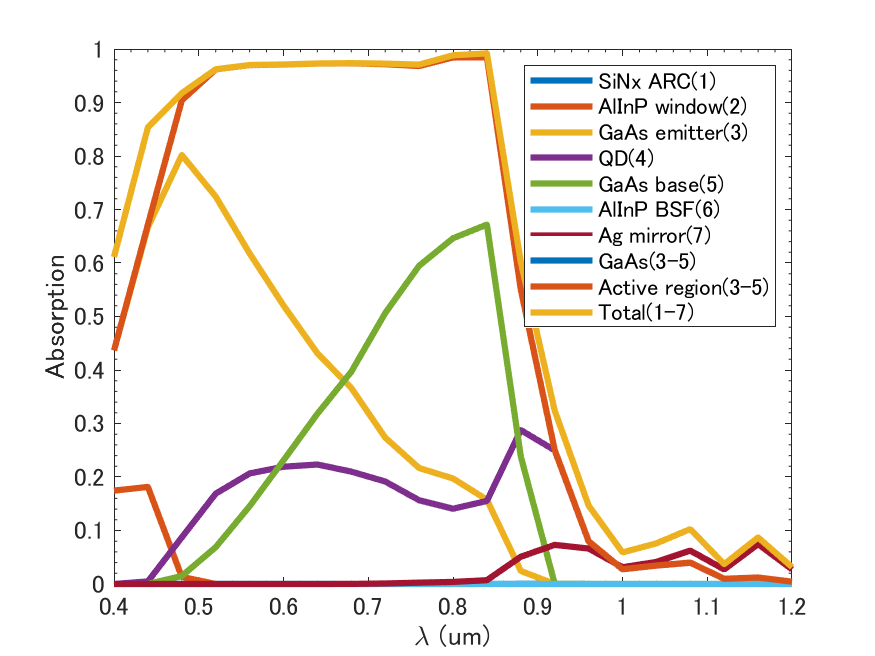 1
0.9
0.8
0.7
0.6
0.5
0.4
0.3
0.2
0.1
0
Absorption
SiNx ARC(1)
AlInP window(2)
GaAs emitter(3)
QD(4)
GaAs base(5)
AlInP BSF(6)
Ag mirror(7)
GaAs(3-5)
Active region(3-5)
Total(1-7)
0.4 0.5 0.6 0.7 0.8 0.9 1 1.1 1.2
λ (um)